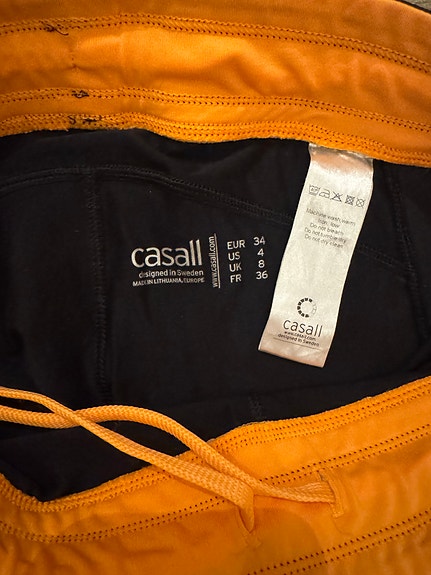 casall
designed in Sweden
MADE IN LITHUANIA, EUROPE
www.casall.com
EUR 34
US 4
UK 8
FR 36
Machine wash warm
Iron, low
Do not bleach
Do not tumble dry
Do not dry clean
casall
www.casall.com
designed in Sweden